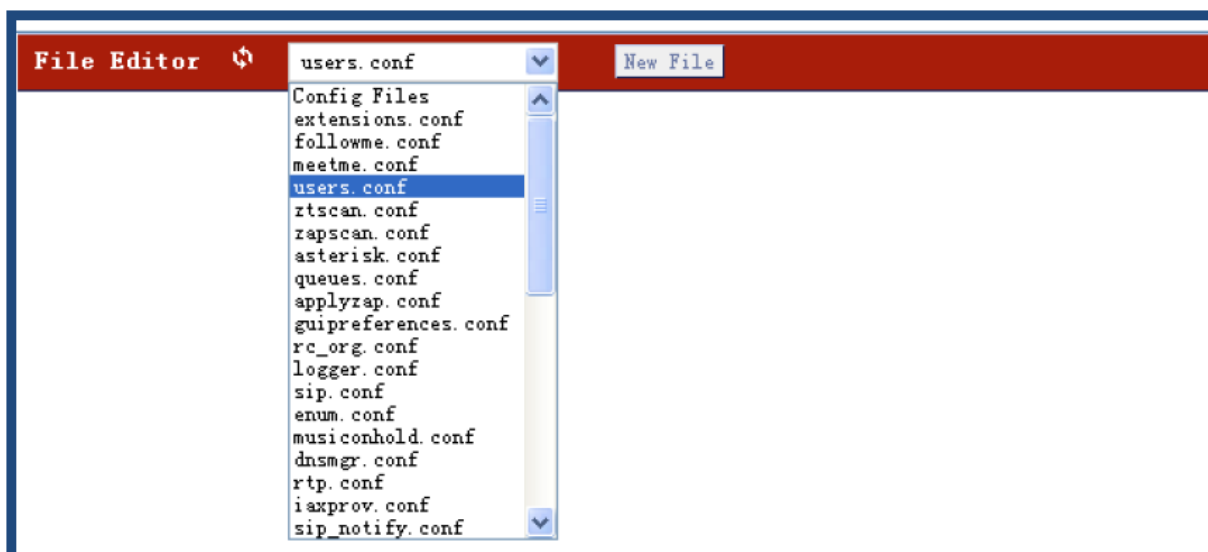 File Editor users.conf New File
Config Files
extensions.conf
followme.conf
meetme.conf
users.conf
ztscan.conf
zapscan.conf
asterisk.conf
queues.conf
applyzap.conf
guipreferences.conf
rc_org.conf
logger.conf
sip.conf
enum.conf
musiconhold.conf
dnsmgr.conf
rtp.conf
iaxprov.conf
sip_notify.conf